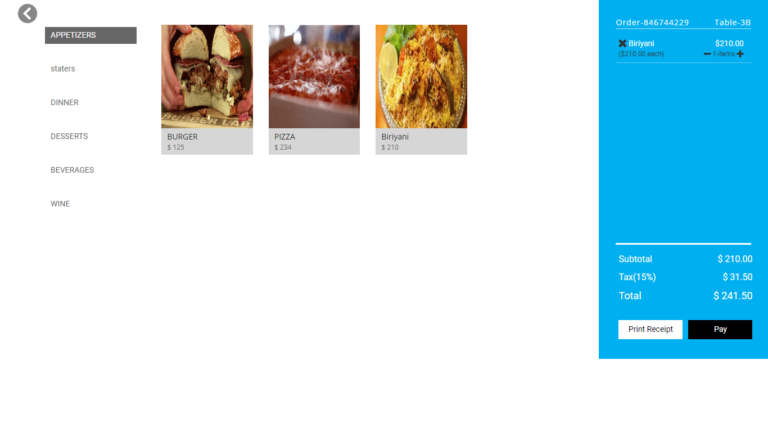 APPETIZERS
staters
DINNER
DESSERTS
BEVERAGES
WINE
BURGER
$ 125
PIZZA
$ 234
Biriyani
$ 210
Order-846744229 Table-3B
Biriyani $210.00
($210.00 each) 1-items
Subtotal $ 210.00
Tax(15%) $ 31.50
Total $ 241.50
Print Receipt Pay